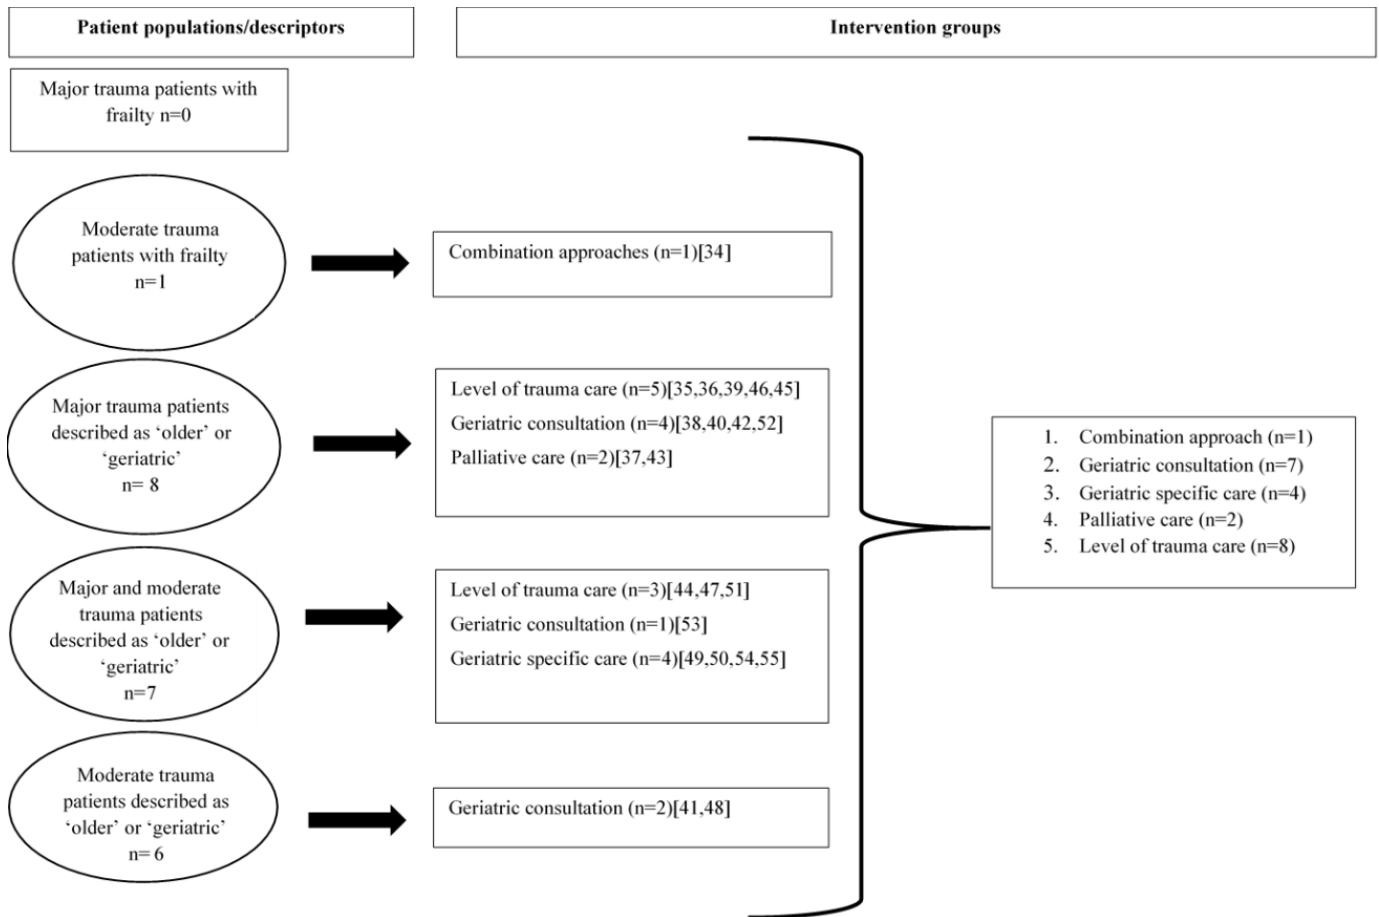 Patient populations/descriptors
Intervention groups
Major trauma patients with
frailty n=0
Moderate trauma
patients with frailty
n=1
Combination approaches (n=1)[34]
Major trauma patients
described as ‘older’ or
‘geriatric’
n= 8
Level of trauma care (n=5)[35,36,39,46,45]
Geriatric consultation (n=4)[38,40,42,52]
Palliative care (n=2)[37,43]
Major and moderate
trauma patients
described as ‘older’ or
‘geriatric’
n=7
Level of trauma care (n=3)[44,47,51]
Geriatric consultation (n=1)[53]
Geriatric specific care (n=4)[49,50,54,55]
Moderate trauma
patients described as
‘older’ or ‘geriatric’
n= 6
Geriatric consultation (n=2)[41,48]
1. Combination approach (n=1)
2. Geriatric consultation (n=7)
3. Geriatric specific care (n=4)
4. Palliative care (n=2)
5. Level of trauma care (n=8)